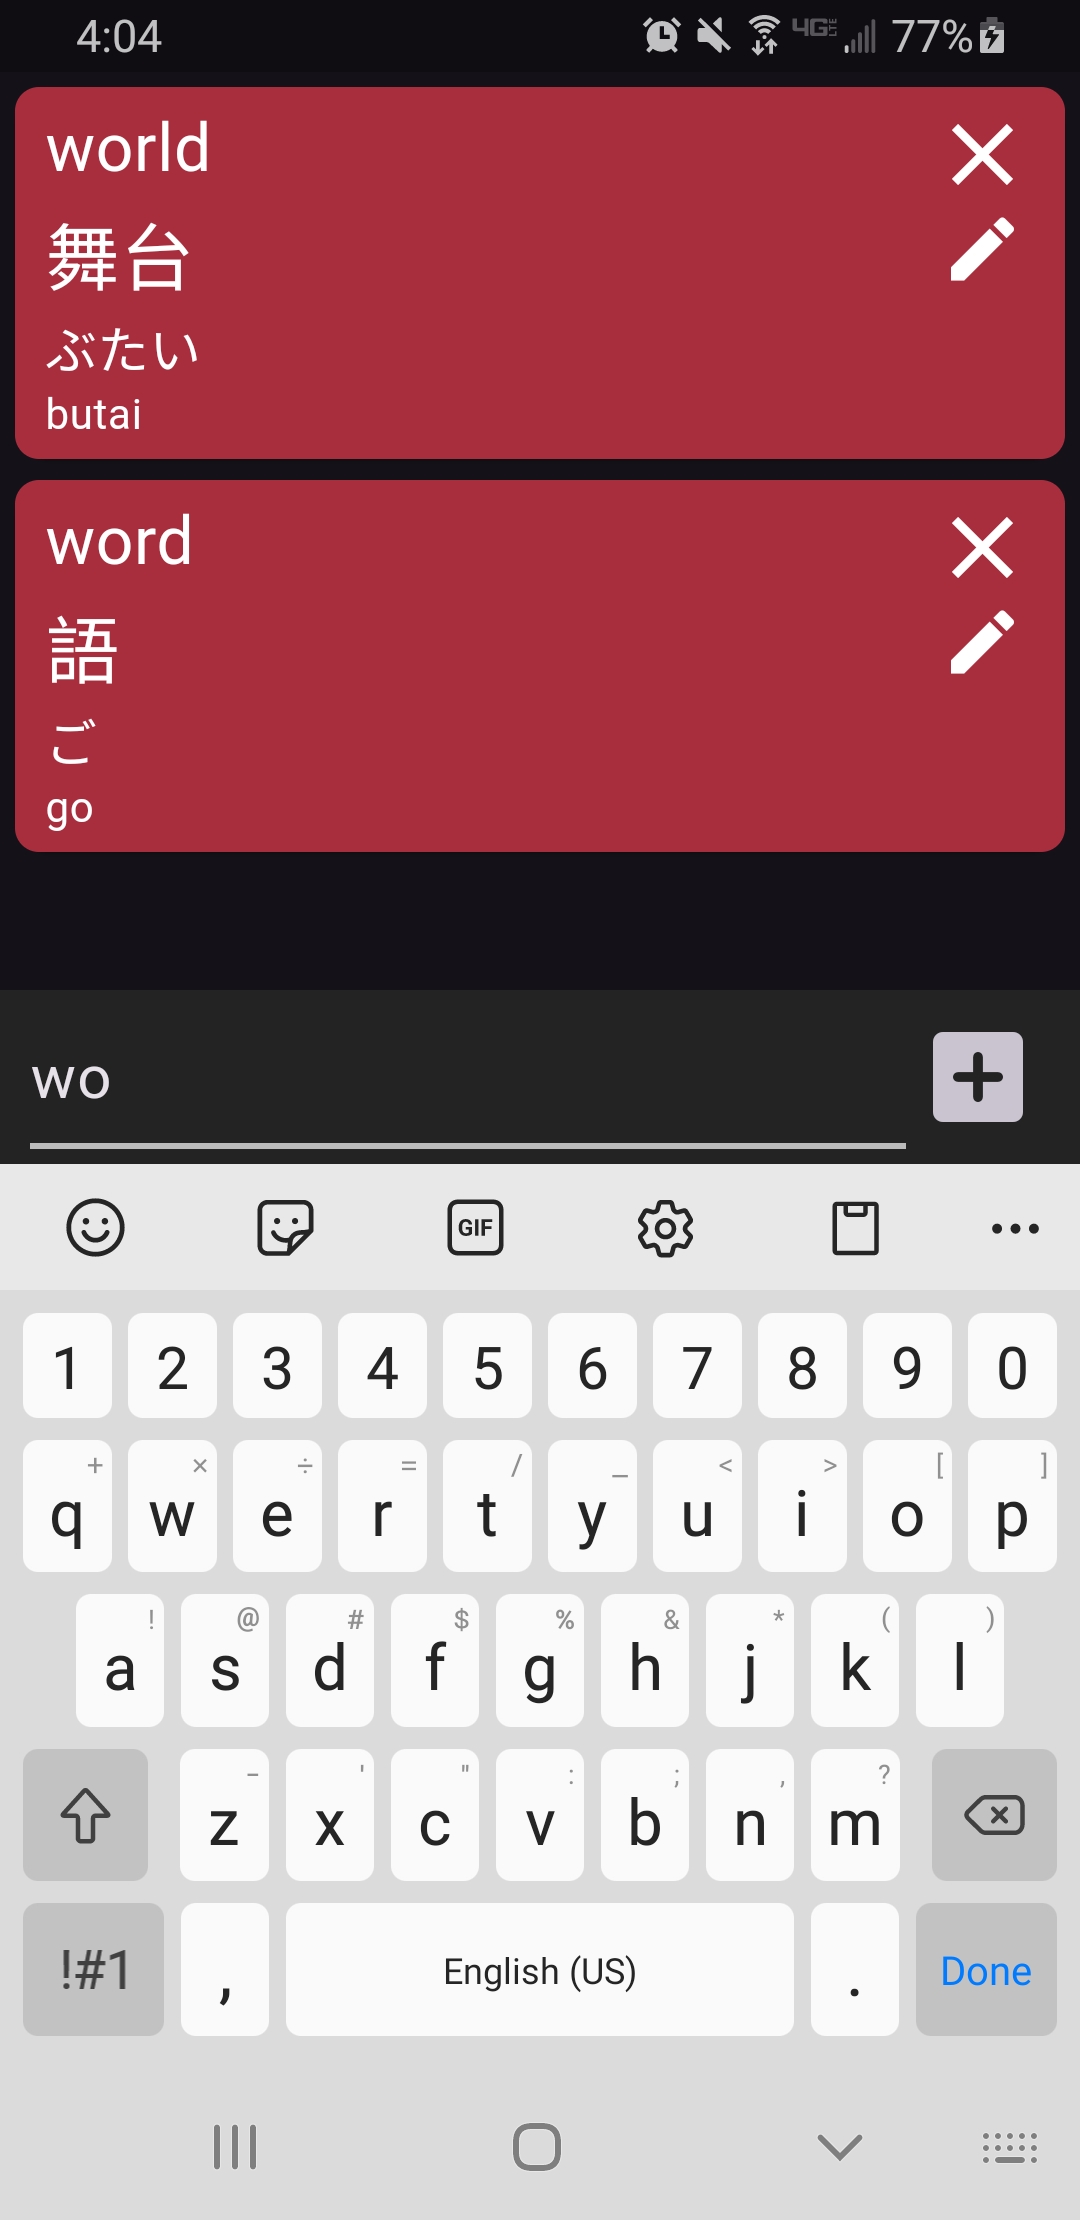 4:04
4G LTE 77%
world
舞台
ぶたい
butai
word
語
ご
go
wo
GIF
1 2 3 4 5 6 7 8 9 0
+ × ÷ = / _ < > [ ]
q w e r t y u i o p
! @ # $ % & * ( )
a s d f g h j k l
- ' " : ; , ?
z x c v b n m
!#1 , English (US) . Done